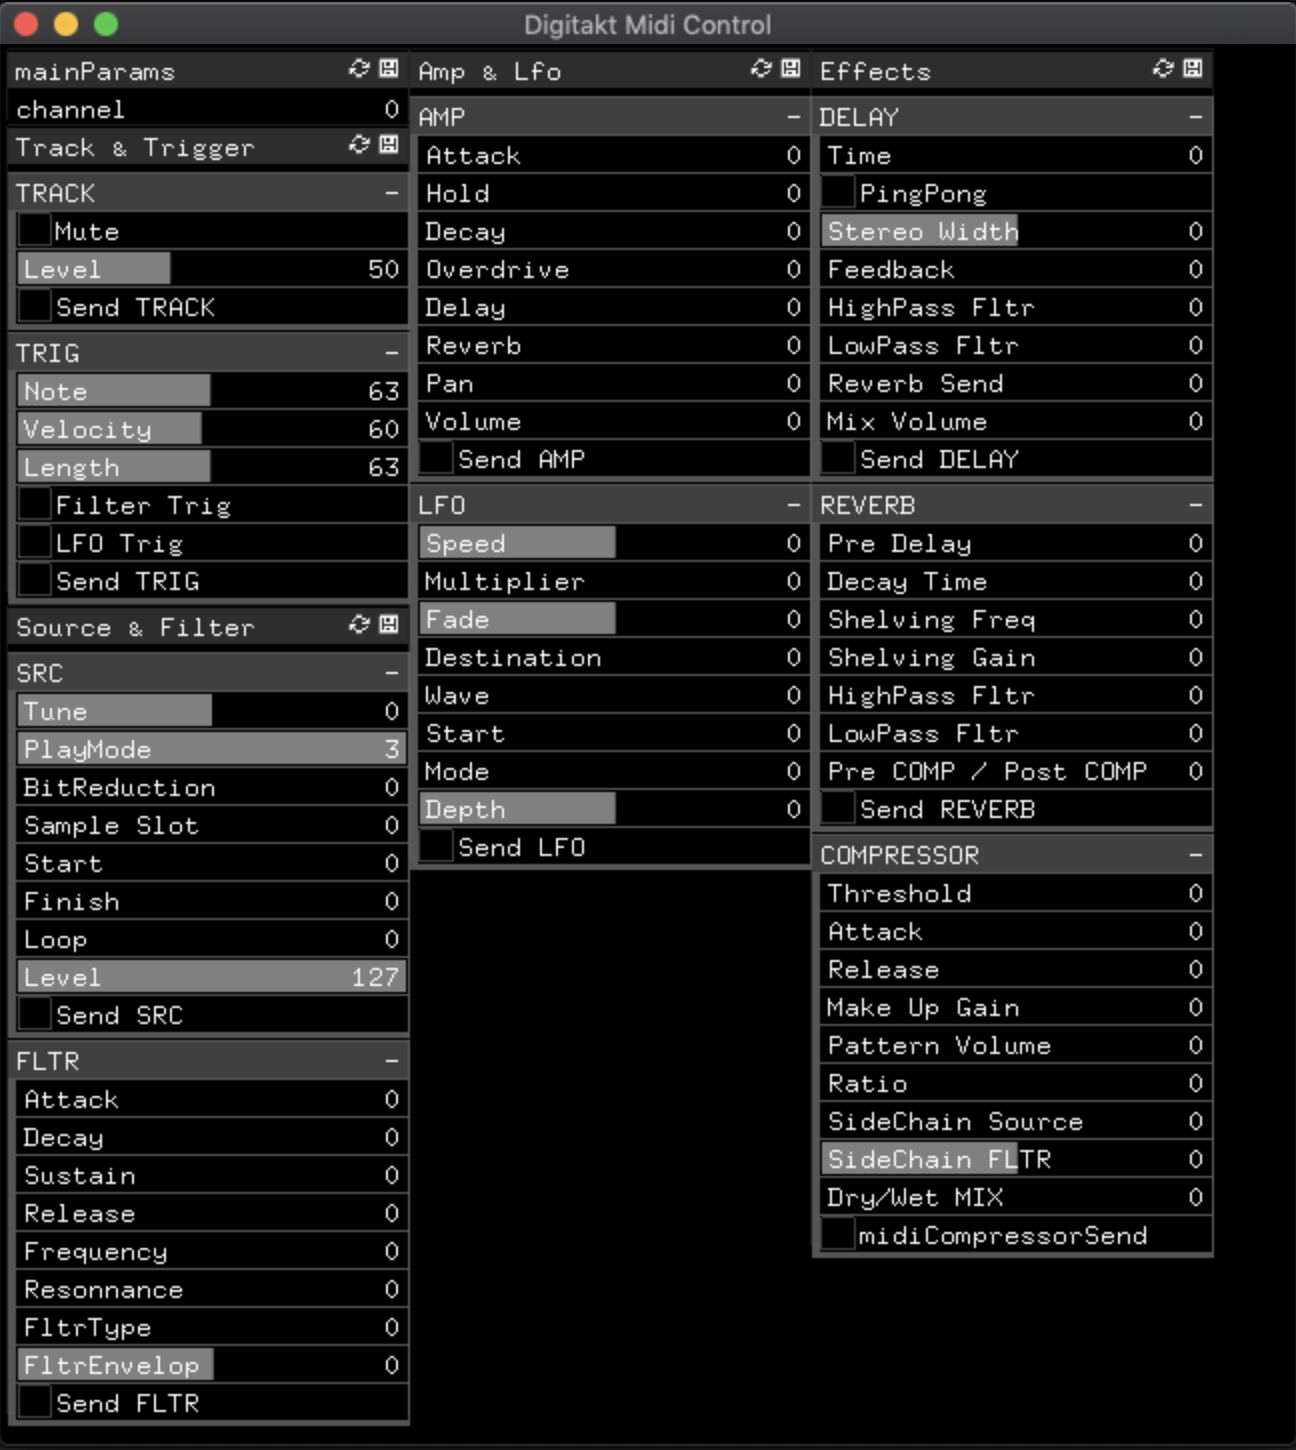 Digitakt Midi Control
mainParams
channel 0
Track & Trigger
TRACK -
Mute
Level 50
Send TRACK
TRIG -
Note 63
Velocity 60
Length 63
Filter Trig
LFO Trig
Send TRIG
Source & Filter
SRC -
Tune 0
PlayMode 3
BitReduction 0
Sample Slot 0
Start 0
Finish 0
Loop 0
Level 127
Send SRC
FLTR -
Attack 0
Decay 0
Sustain 0
Release 0
Frequency 0
Resonnance 0
FltrType 0
FltrEnvelop 0
Send FLTR
Amp & Lfo
AMP -
Attack 0
Hold 0
Decay 0
Overdrive 0
Delay 0
Reverb 0
Pan 0
Volume 0
Send AMP
LFO -
Speed 0
Multiplier 0
Fade 0
Destination 0
Wave 0
Start 0
Mode 0
Depth 0
Send LFO
Effects
DELAY -
Time 0
PingPong
Stereo Width 0
Feedback 0
HighPass Fltr 0
LowPass Fltr 0
Reverb Send 0
Mix Volume 0
Send DELAY
REVERB -
Pre Delay 0
Decay Time 0
Shelving Freq 0
Shelving Gain 0
HighPass Fltr 0
LowPass Fltr 0
Pre COMP / Post COMP 0
Send REVERB
COMPRESSOR -
Threshold 0
Attack 0
Release 0
Make Up Gain 0
Pattern Volume 0
Ratio 0
SideChain Source 0
SideChain FLTR 0
Dry/Wet MIX 0
midiCompressorSend